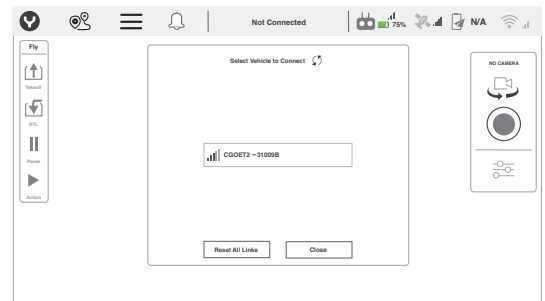 Not Connected
75%
N/A
Fly
Takeoff
RTL
Pause
Action
Select Vehicle to Connect
CGOET2 ~31009B
Reset All Links
Close
NO CAMERA